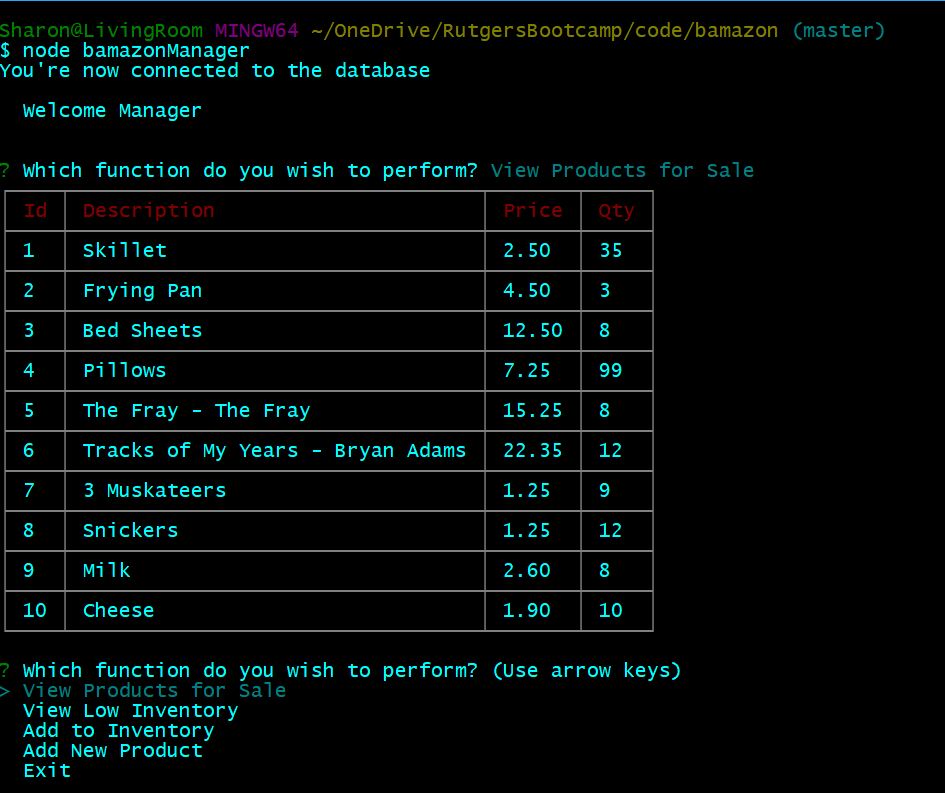 Sharon@LivingRoom MINGW64 ~/OneDrive/RutgersBootcamp/code/bamazon (master)
$ node bamazonManager
You're now connected to the database
Welcome Manager
? Which function do you wish to perform? View Products for Sale
Id Description Price Qty
1 Skillet 2.50 35
2 Frying Pan 4.50 3
3 Bed Sheets 12.50 8
4 Pillows 7.25 99
5 The Fray - The Fray 15.25 8
6 Tracks of My Years - Bryan Adams 22.35 12
7 3 Muskateers 1.25 9
8 Snickers 1.25 12
9 Milk 2.60 8
10 Cheese 1.90 10
? Which function do you wish to perform? (Use arrow keys)
> View Products for Sale
View Low Inventory
Add to Inventory
Add New Product
Exit